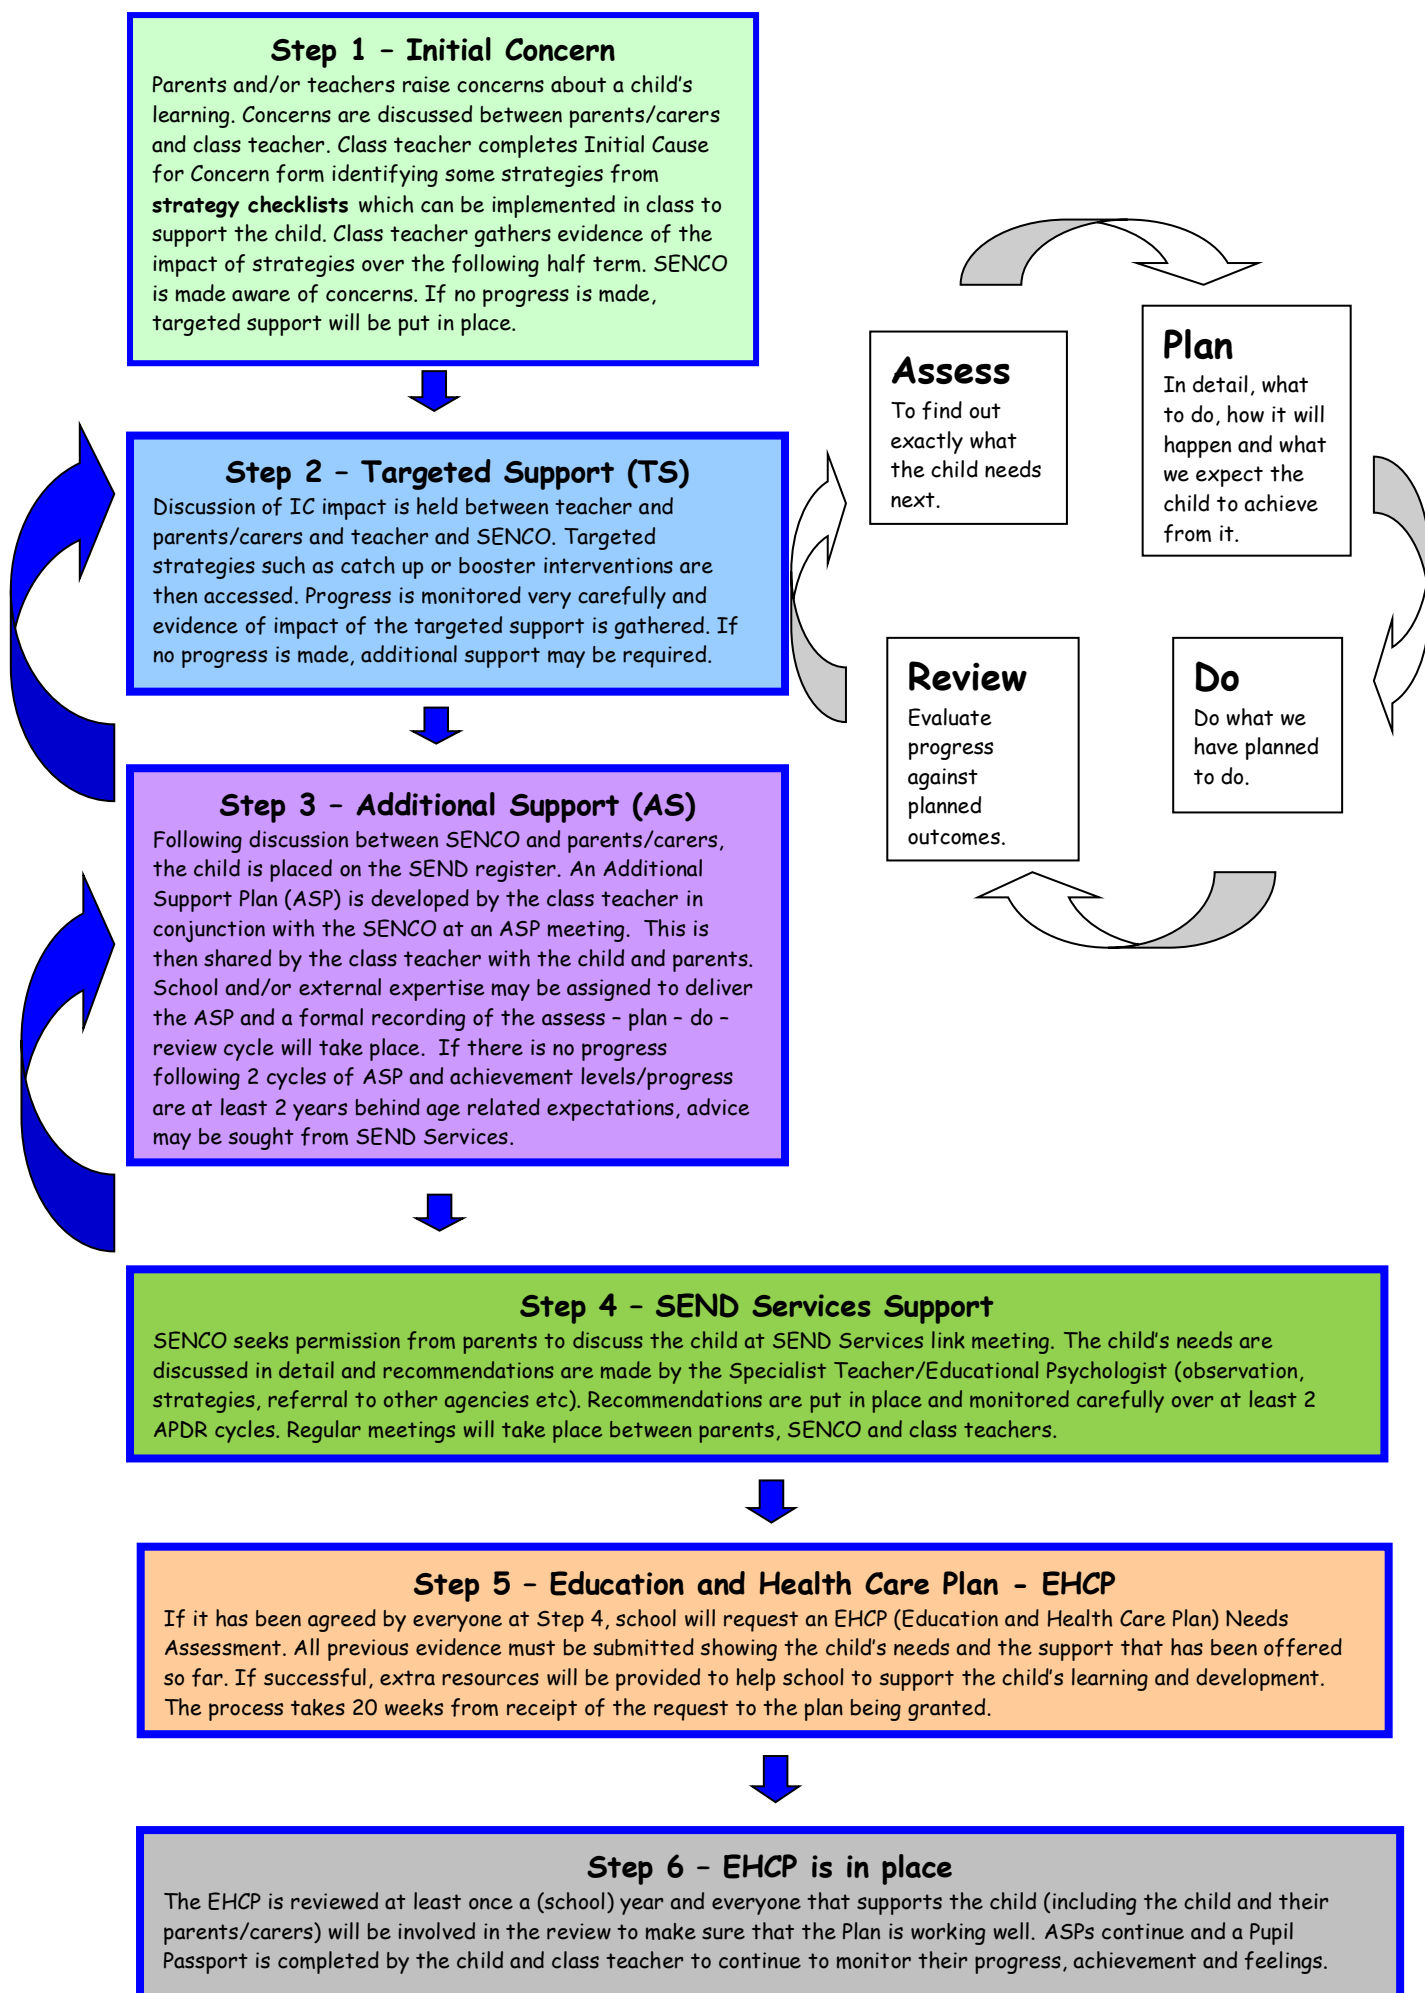 Step 1 – Initial Concern
Parents and/or teachers raise concerns about a child's
learning. Concerns are discussed between parents/carers
and class teacher. Class teacher completes Initial Cause
for Concern form identifying some strategies from
strategy checklists which can be implemented in class to
support the child. Class teacher gathers evidence of the
impact of strategies over the following half term. SENCO
is made aware of concerns. If no progress is made,
targeted support will be put in place.
Step 2 – Targeted Support (TS)
Discussion of IC impact is held between teacher and
parents/carers and teacher and SENCO. Targeted
strategies such as catch up or booster interventions are
then accessed. Progress is monitored very carefully and
evidence of impact of the targeted support is gathered. If
no progress is made, additional support may be required.
Step 3 – Additional Support (AS)
Following discussion between SENCO and parents/carers,
the child is placed on the SEND register. An Additional
Support Plan (ASP) is developed by the class teacher in
conjunction with the SENCO at an ASP meeting.  This is
then shared by the class teacher with the child and parents.
School and/or external expertise may be assigned to deliver
the ASP and a formal recording of the assess – plan – do –
review cycle will take place.  If there is no progress
following 2 cycles of ASP and achievement levels/progress
are at least 2 years behind age related expectations, advice
may be sought from SEND Services.
Assess
To find out
exactly what
the child needs
next.
Plan
In detail, what
to do, how it will
happen and what
we expect the
child to achieve
from it.
Do
Do what we
have planned
to do.
Review
Evaluate
progress
against
planned
outcomes.
Step 4 – SEND Services Support
SENCO seeks permission from parents to discuss the child at SEND Services link meeting. The child's needs are
discussed in detail and recommendations are made by the Specialist Teacher/Educational Psychologist (observation,
strategies, referral to other agencies etc). Recommendations are put in place and monitored carefully over at least 2
APDR cycles. Regular meetings will take place between parents, SENCO and class teachers.
Step 5 – Education and Health Care Plan - EHCP
If it has been agreed by everyone at Step 4, school will request an EHCP (Education and Health Care Plan) Needs
Assessment. All previous evidence must be submitted showing the child's needs and the support that has been offered
so far. If successful, extra resources will be provided to help school to support the child's learning and development.
The process takes 20 weeks from receipt of the request to the plan being granted.
Step 6 – EHCP is in place
The EHCP is reviewed at least once a (school) year and everyone that supports the child (including the child and their
parents/carers) will be involved in the review to make sure that the Plan is working well. ASPs continue and a Pupil
Passport is completed by the child and class teacher to continue to monitor their progress, achievement and feelings.